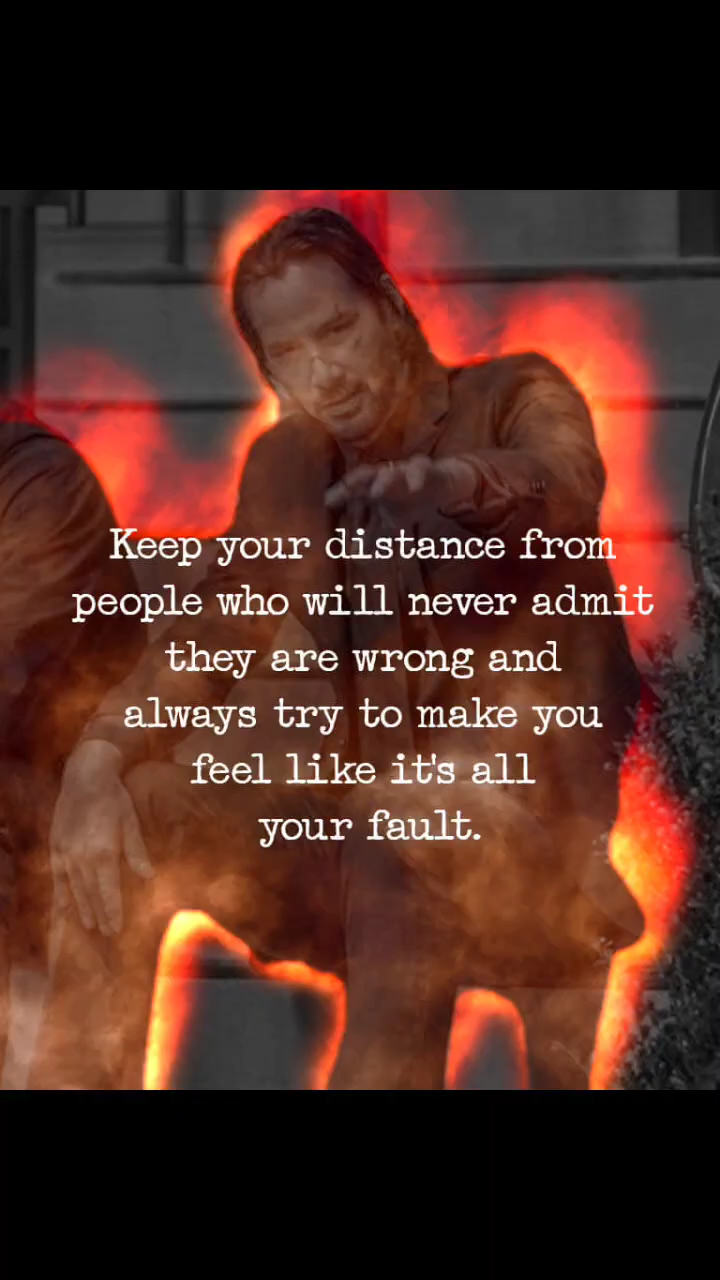 Keep your distance from
people who will never admit
they are wrong and
always try to make you
feel like it's all
your fault.